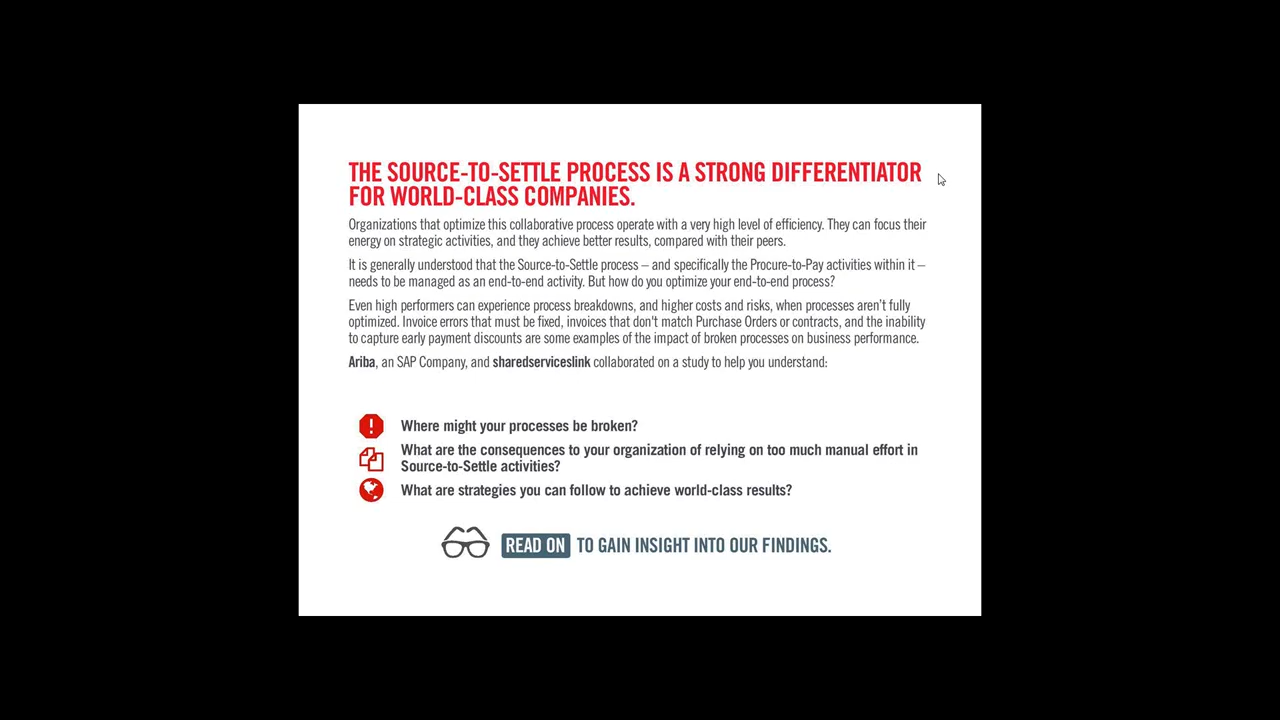 THE SOURCE-TO-SETTLE PROCESS IS A STRONG DIFFERENTIATOR
FOR WORLD-CLASS COMPANIES.
Organizations that optimize this collaborative process operate with a very high level of efficiency. They can focus their
energy on strategic activities, and they achieve better results, compared with their peers.
It is generally understood that the Source-to-Settle process – and specifically the Procure-to-Pay activities within it –
needs to be managed as an end-to-end activity. But how do you optimize your end-to-end process?
Even high performers can experience process breakdowns, and higher costs and risks, when processes aren't fully
optimized. Invoice errors that must be fixed, invoices that don't match Purchase Orders or contracts, and the inability
to capture early payment discounts are some examples of the impact of broken processes on business performance.
Ariba, an SAP Company, and sharedserviceslink collaborated on a study to help you understand:
Where might your processes be broken?
What are the consequences to your organization of relying on too much manual effort in
Source-to-Settle activities?
What are strategies you can follow to achieve world-class results?
READ ON TO GAIN INSIGHT INTO OUR FINDINGS.